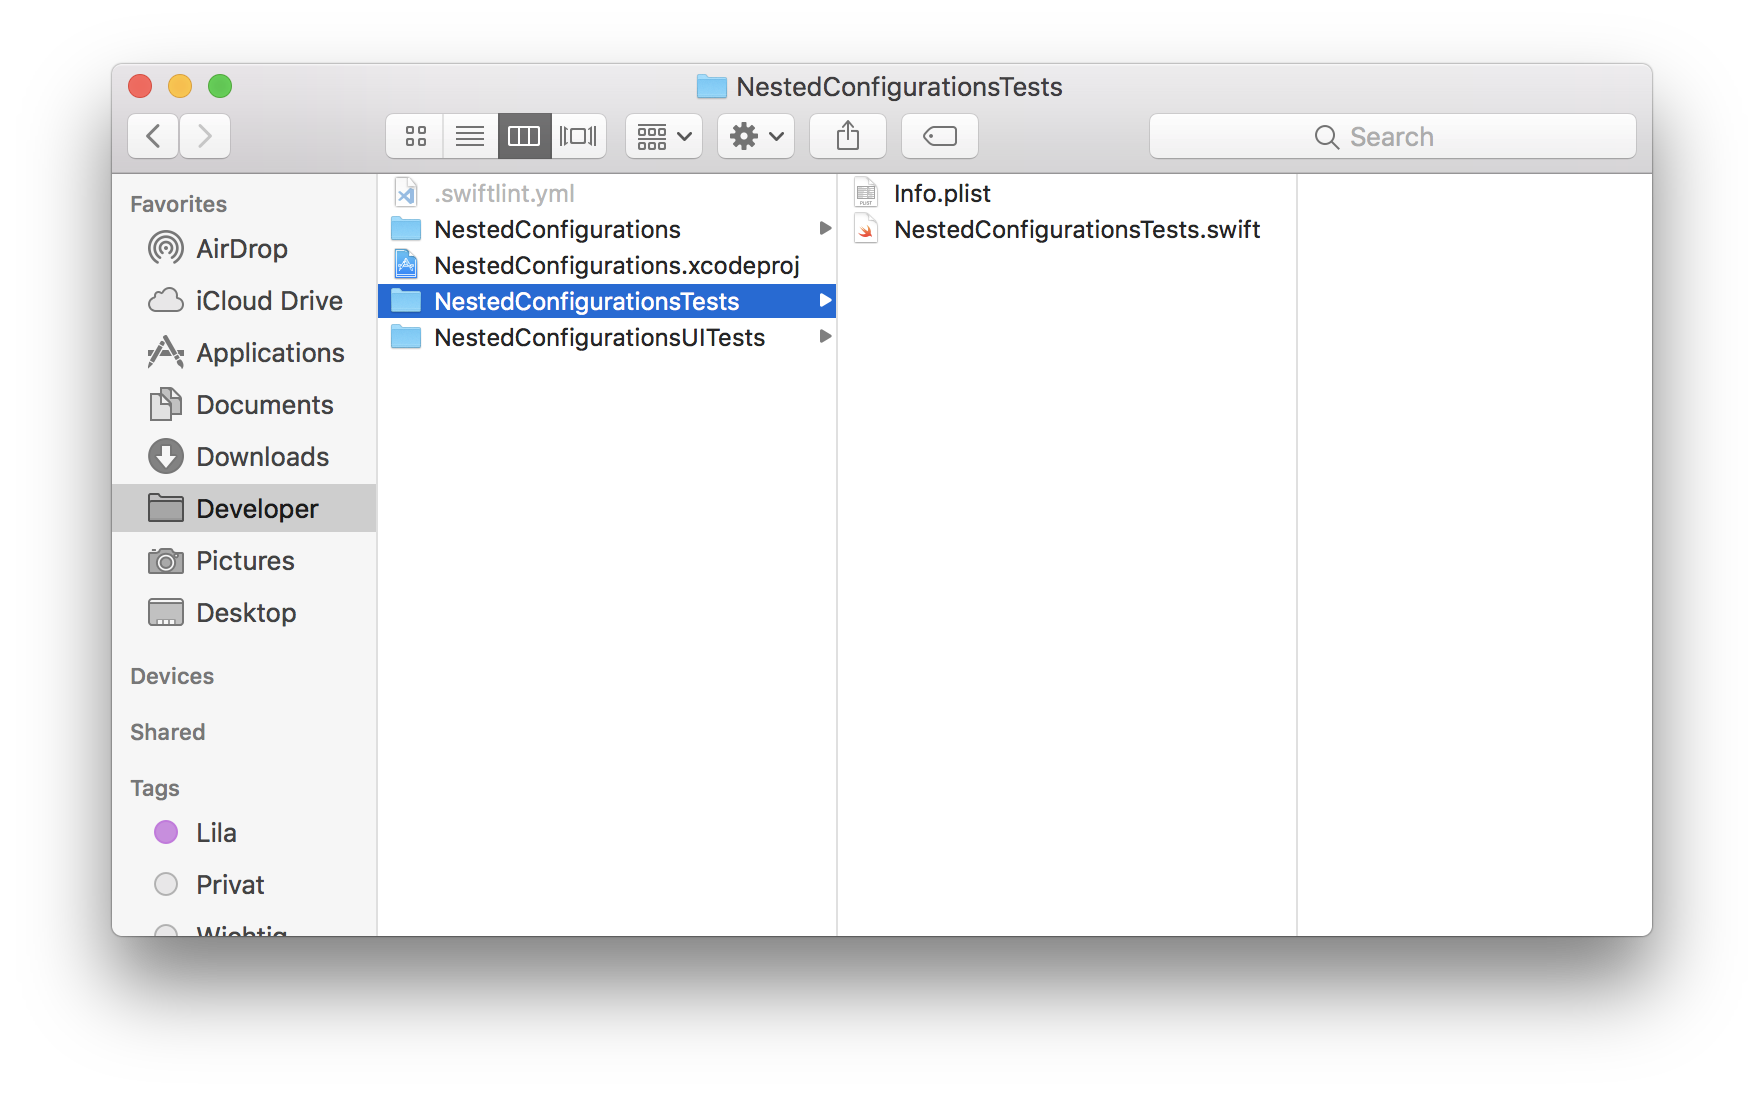 NestedConfigurationsTests
Search
Favorites
AirDrop
iCloud Drive
Applications
Documents
Downloads
Developer
Pictures
Desktop
Devices
Shared
Tags
Lila
Privat
Wichtig
.swiftlint.yml
NestedConfigurations
NestedConfigurations.xcodeproj
NestedConfigurationsTests
NestedConfigurationsUITests
Info.plist
NestedConfigurationsTests.swift